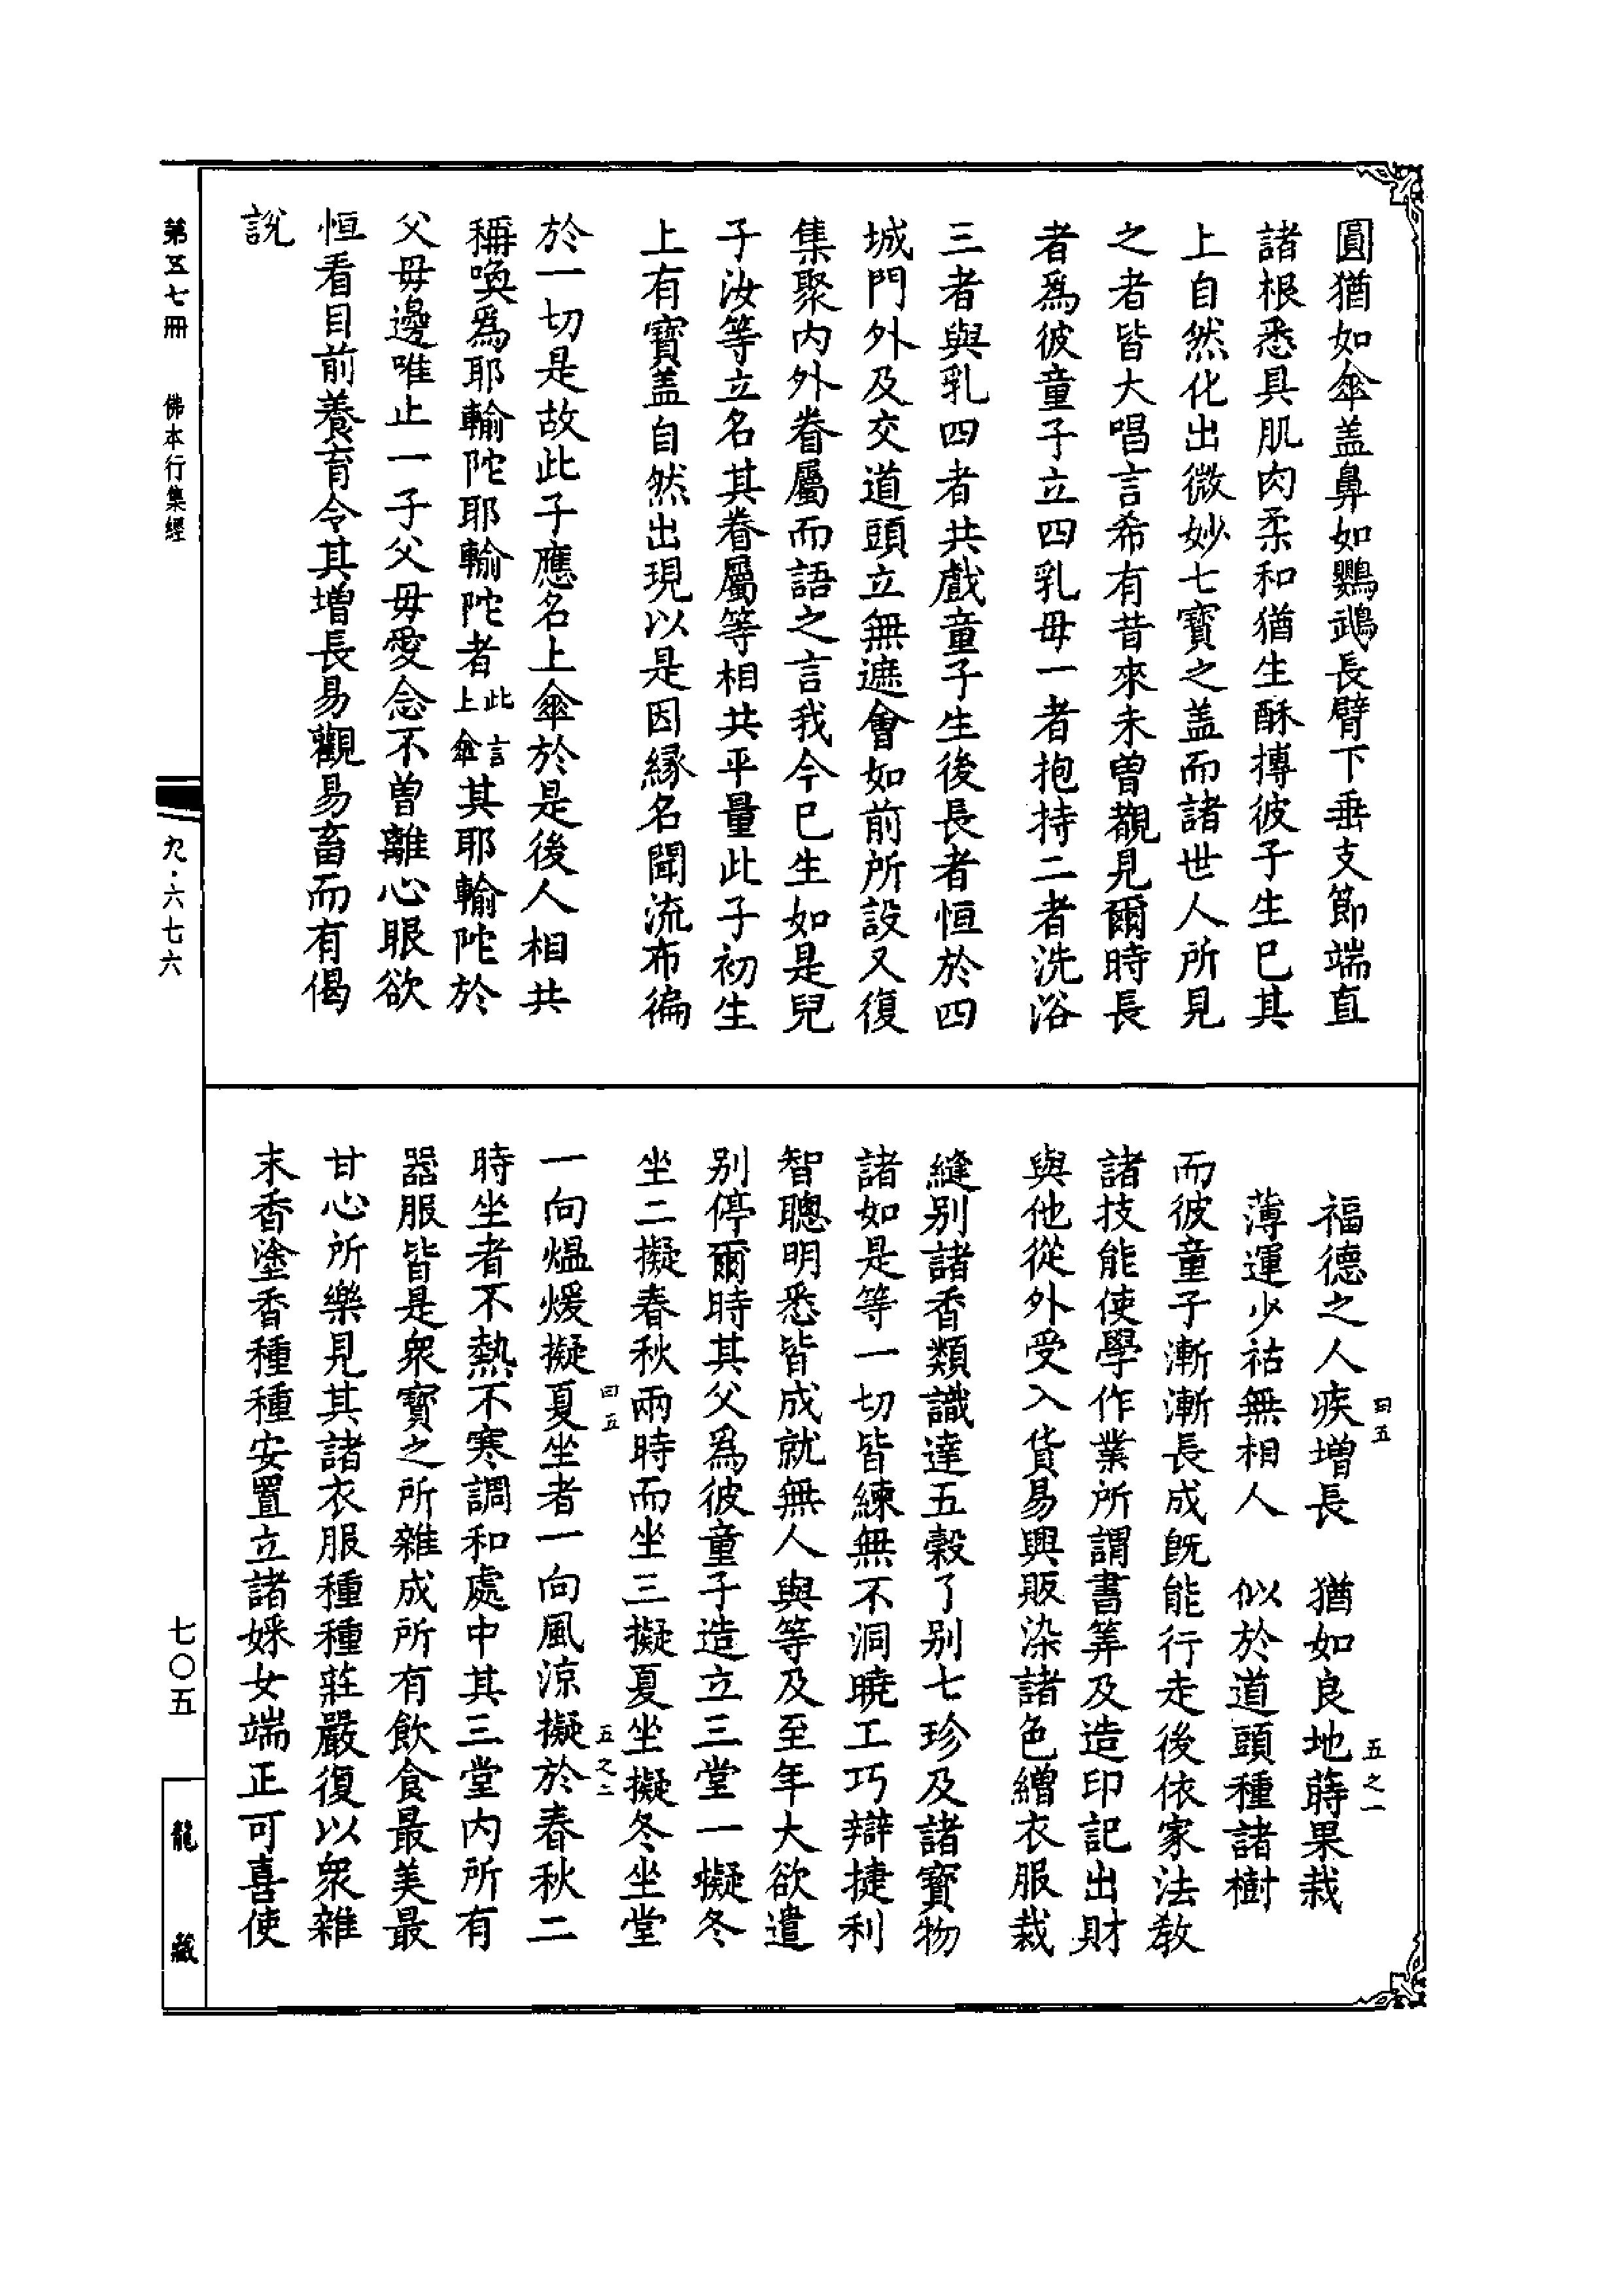 圓猶如傘盖鼻如鸚鵡長臂下垂支節端直
諸根悉具肌肉柔和猶生酥摶彼子生已其
上自然化出微妙七寶之盖而諸世人所見
之者皆大唱言希有昔來未曾覩見爾時長
者爲彼童子立四乳母一者抱持二者洗浴
三者與乳四者共戲童子生後長者恒於四
城門外及交道頭立無遮會如前所設又復
集聚内外眷屬而語之言我今已生如是兒
子汝等立名其眷屬等相共平量此子初生
上有寶盖自然出現以是因縁名聞流布徧
於一切是故此子應名上傘於是後人相共
稱喚爲耶輸陀耶輸陀者此言上傘其耶輸陀於
父母邊唯止一子父母愛念不曽離心眼欲
恒看目前養育令其增長易觀易畜而有偈
說
福德之人疾增長　猶如良地蒔果栽
薄運少祜無相人　似於道頭種諸樹
而彼童子漸漸長成旣能行走後依家法教
諸技能使學作業所謂書筭及造印記出財
與他從外受入貨易興販染諸色繒衣服裁
縫别諸香類識達五穀了别七珍及諸寶物
諸如是等一切皆練無不洞曉工巧辯捷利
智聰明悉皆成就無人與等及至年大欲遣
别停爾時其父爲彼童子造立三堂一擬冬
坐二擬春秋兩時而坐三擬夏坐擬冬坐堂
一向熅煖擬夏坐者一向風涼擬於春秋二
時坐者不熱不寒調和處中其三堂内所有
器服皆是衆寶之所雜成所有飲食最美最
甘心所樂見其諸衣服種種莊嚴復以衆雜
末香塗香種種安置立諸婇女端正可喜使
曰五
五之一
曰五
五之二
第五七冊　佛本行集經
九·六七六
七〇五
龍藏